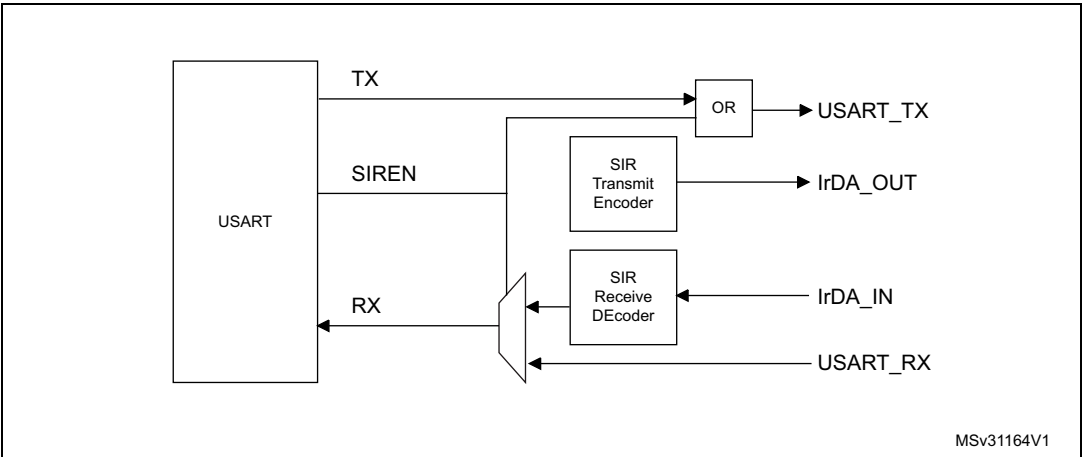 TX
OR
USART_TX
SIREN
SIR
Transmit
Encoder
IrDA_OUT
USART
SIR
Receive
DEcoder
IrDA_IN
RX
USART_RX
MSv31164V1